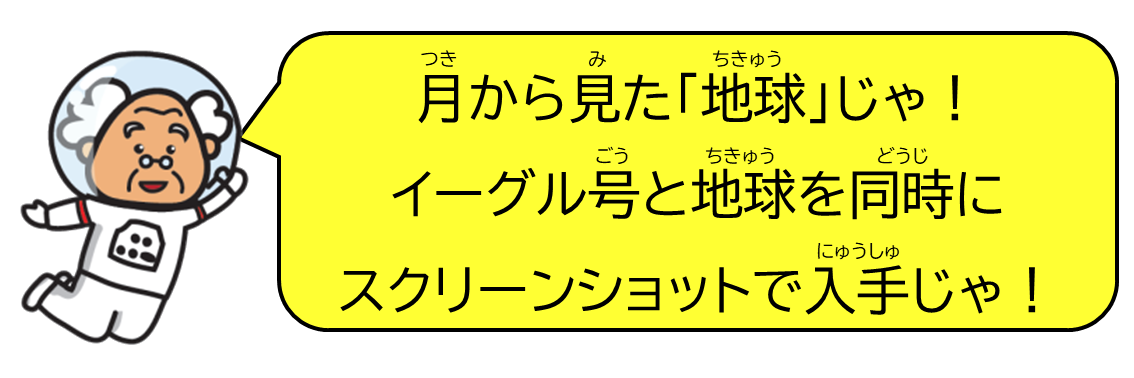 つき み ちきゅう
月から見た「地球」じゃ！
ごう ちきゅう どうじ
イーグル号と地球を同時に
にゅうしゅ
スクリーンショットで入手じゃ！